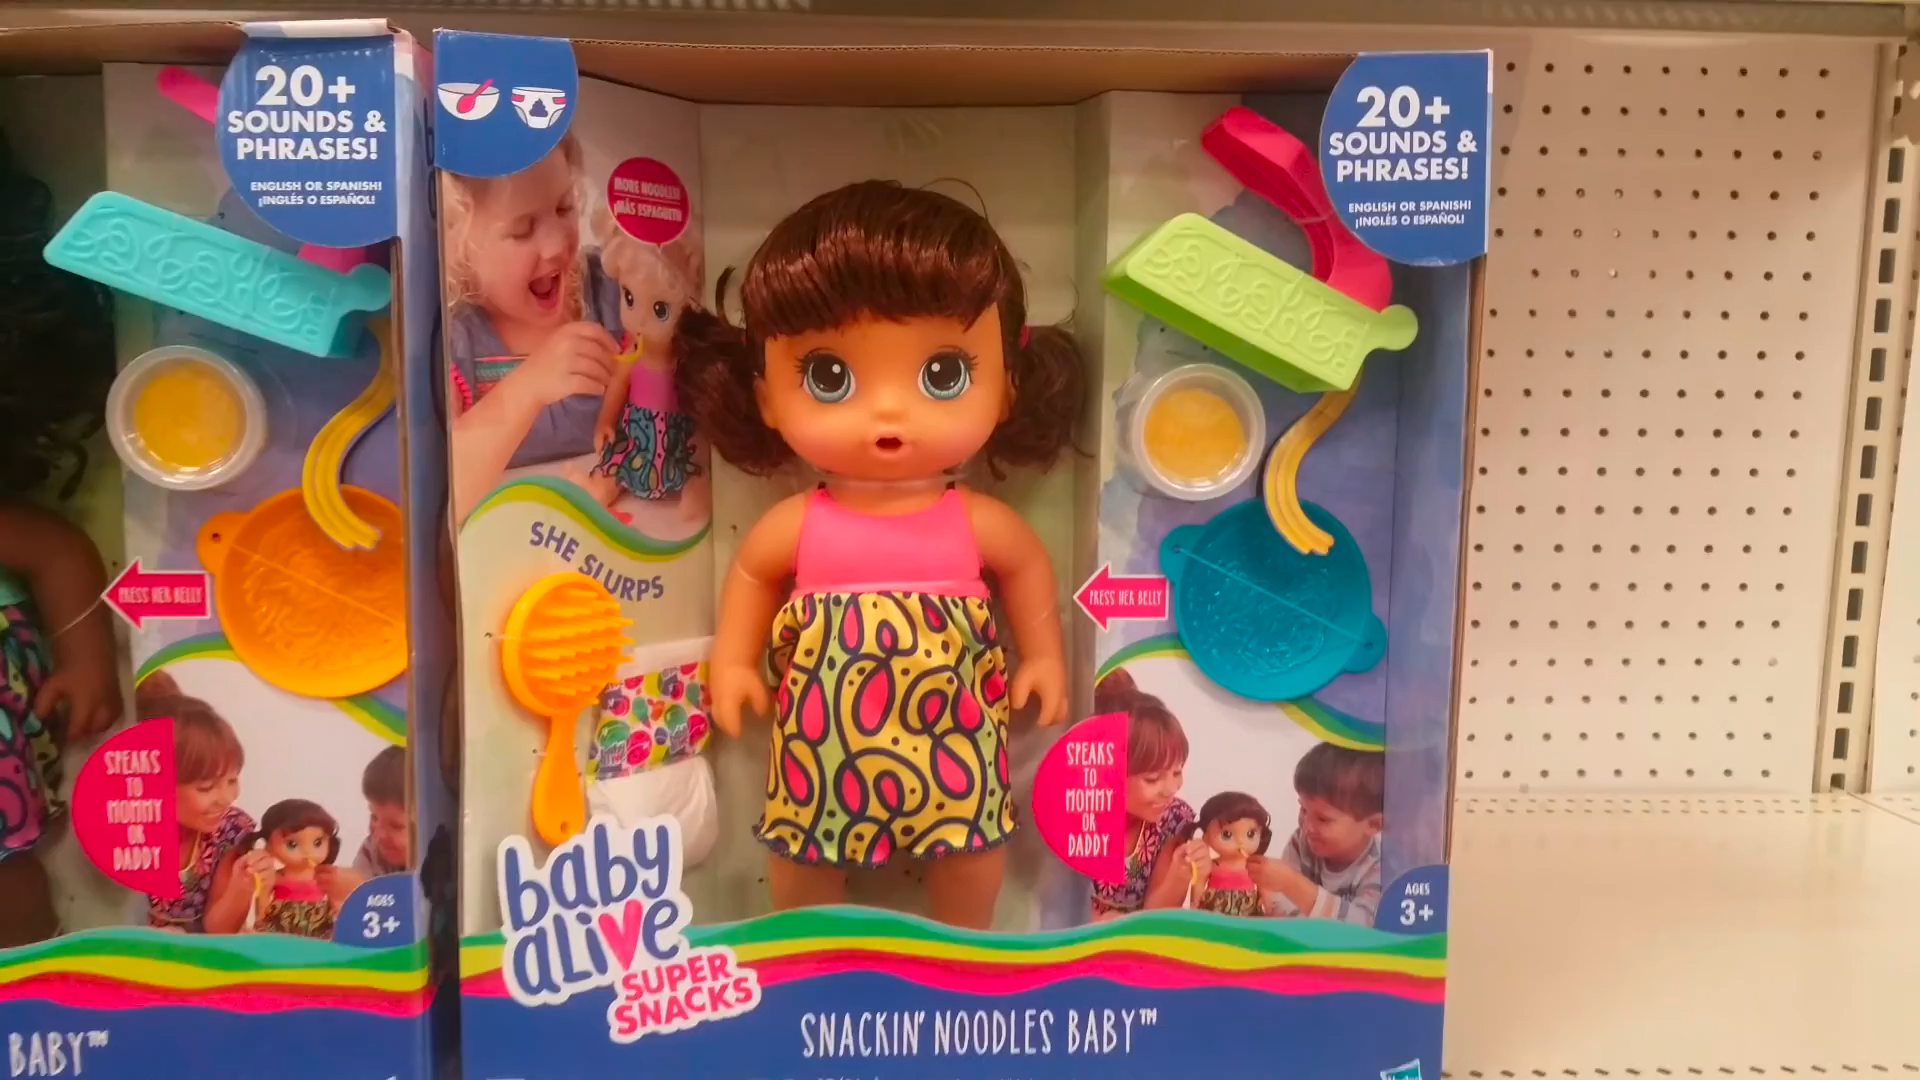 20+
SOUNDS &
PHRASES!
ENGLISH OR SPANISH!
¡INGLÉS O ESPAÑOL!
PRESS HER BELLY
SPEAKS
TO
MOMMY
OR
DADDY
AGES
3+
BABY™
MORE NOODLES!
¡MÁS ESPAGUETI!
SHE SLURPS
baby
alive
SUPER
SNACKS
20+
SOUNDS &
PHRASES!
ENGLISH OR SPANISH!
¡INGLÉS O ESPAÑOL!
PRESS HER BELLY
SPEAKS
TO
MOMMY
OR
DADDY
AGES
3+
SNACKIN' NOODLES BABY™